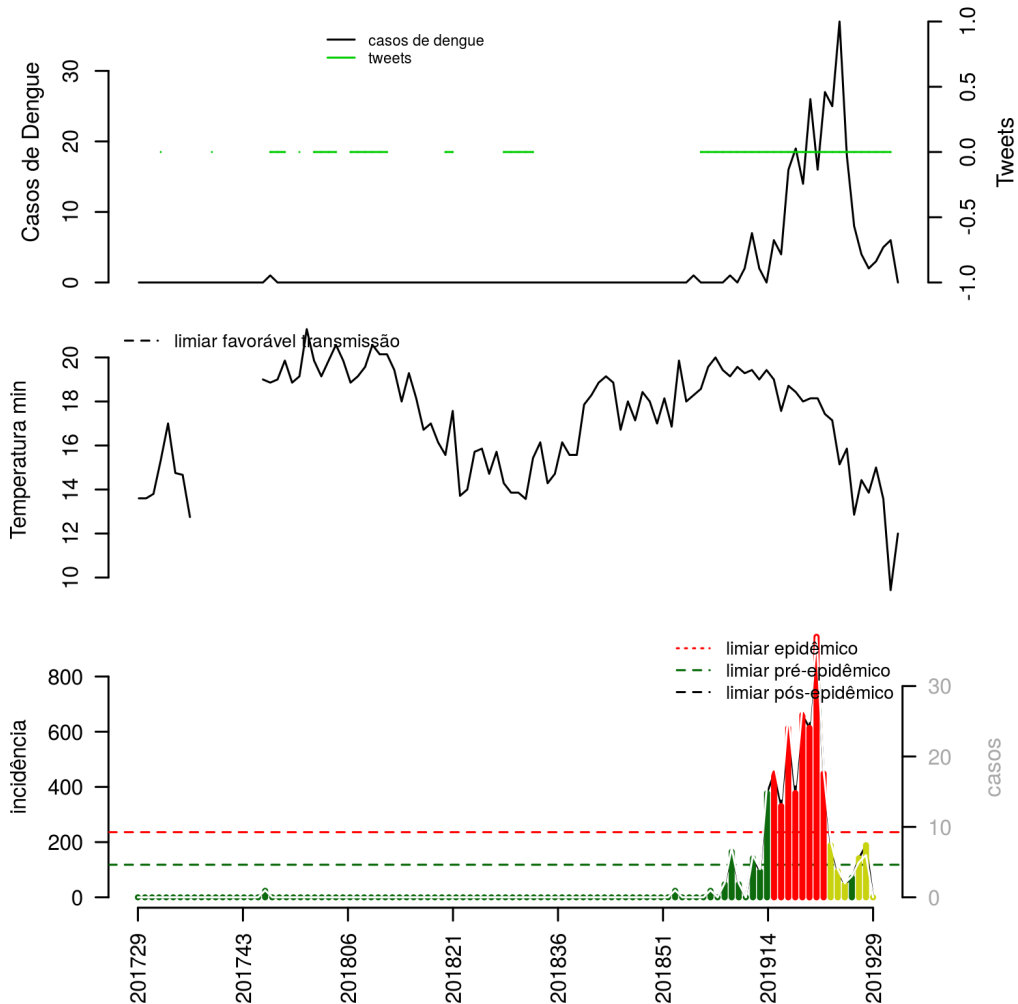 casos de dengue
tweets
Casos de Dengue
0 10 20 30
Tweets
-1.0 -0.5 0.0 0.5 1.0
limiar favorável transmissão
Temperatura min
10 12 14 16 18 20
limiar epidêmico
limiar pré-epidêmico
limiar pós-epidêmico
incidência
0 200 400 600 800
casos
0 10 20 30
201729 201743 201806 201821 201836 201851 201914 201929